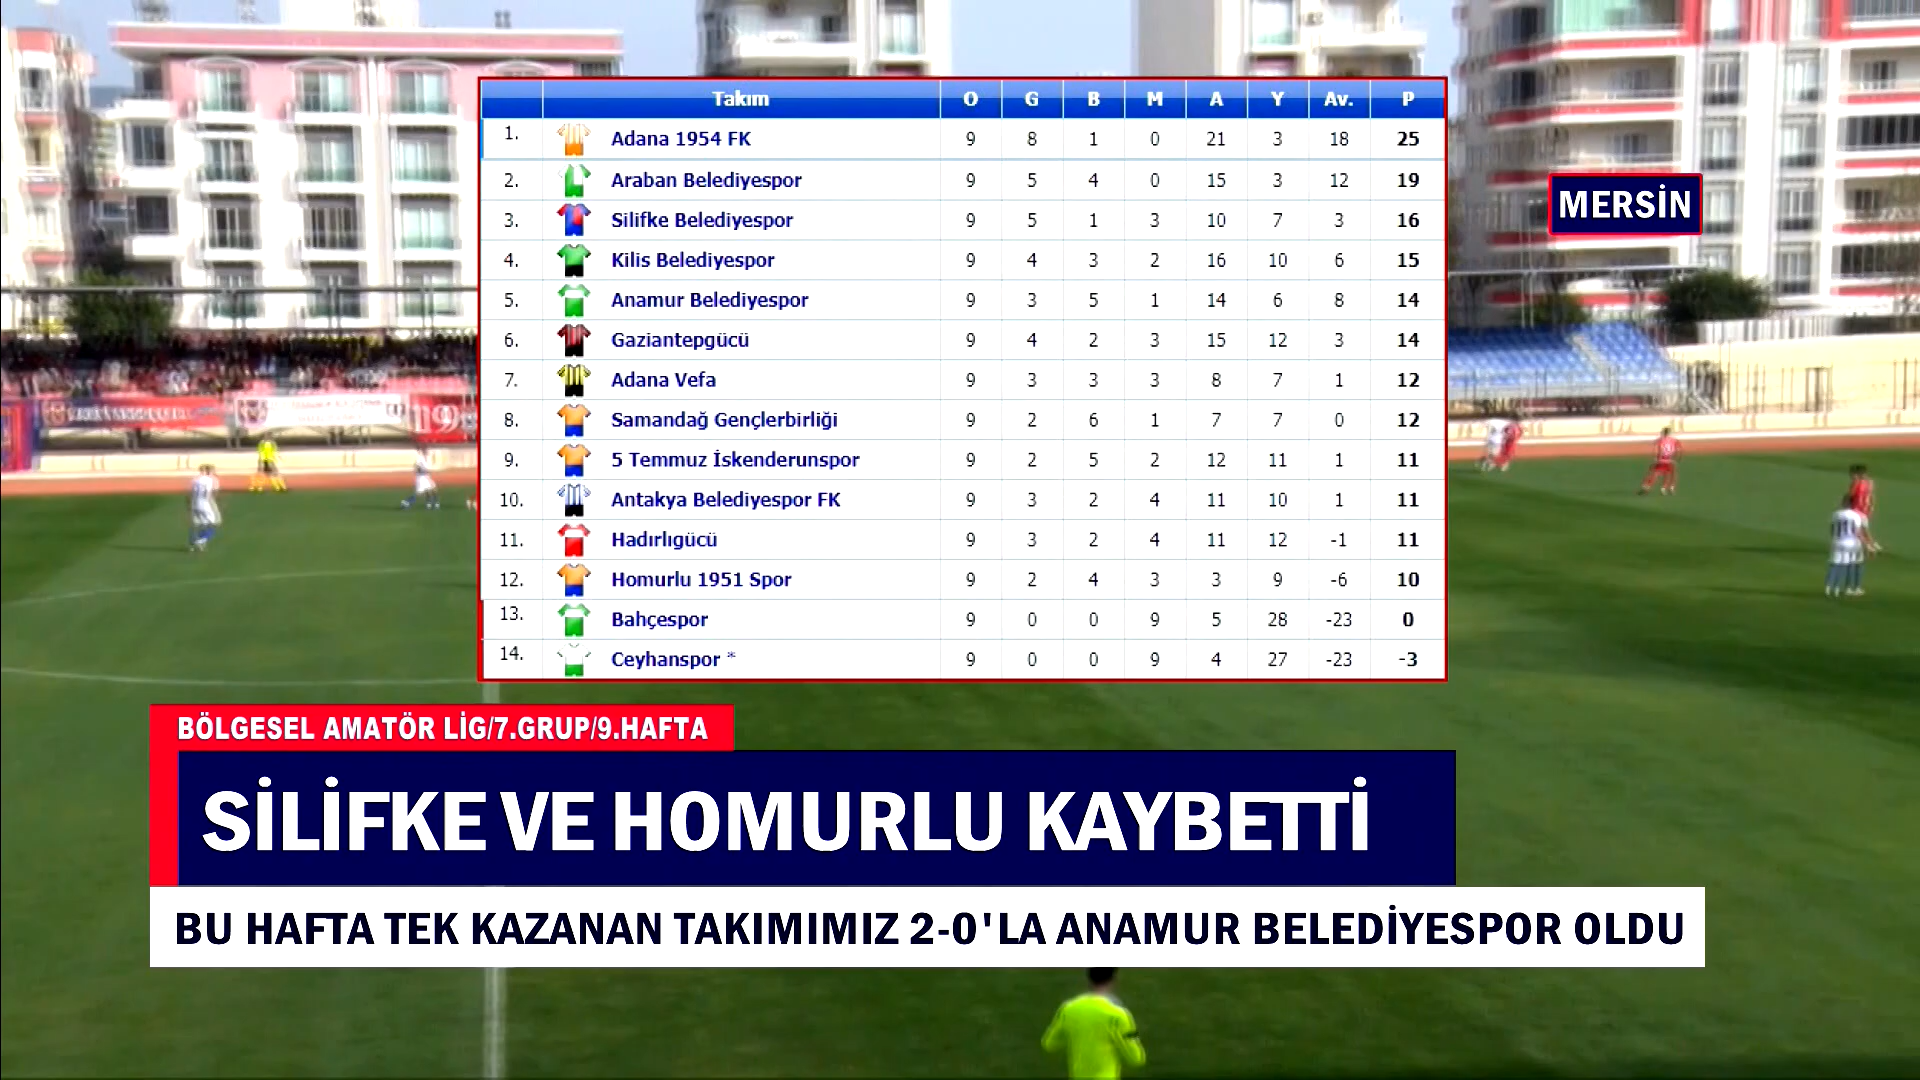 Takım O G B M A Y Av. P
1. Adana 1954 FK 9 8 1 0 21 3 18 25
2. Araban Belediyespor 9 5 4 0 15 3 12 19
3. Silifke Belediyespor 9 5 1 3 10 7 3 16
4. Kilis Belediyespor 9 4 3 2 16 10 6 15
5. Anamur Belediyespor 9 3 5 1 14 6 8 14
6. Gaziantepgücü 9 4 2 3 15 12 3 14
7. Adana Vefa 9 3 3 3 8 7 1 12
8. Samandağ Gençlerbirliği 9 2 6 1 7 7 0 12
9. 5 Temmuz İskenderunspor 9 2 5 2 12 11 1 11
10. Antakya Belediyespor FK 9 3 2 4 11 10 1 11
11. Hadırlıgücü 9 3 2 4 11 12 -1 11
12. Homurlu 1951 Spor 9 2 4 3 3 9 -6 10
13. Bahçespor 9 0 0 9 5 28 -23 0
14. Ceyhanspor * 9 0 0 9 4 27 -23 -3
MERSİN
BÖLGESEL AMATÖR LİG/7.GRUP/9.HAFTA
SİLİFKE VE HOMURLU KAYBETTİ
BU HAFTA TEK KAZANAN TAKIMIMIZ 2-0'LA ANAMUR BELEDİYESPOR OLDU